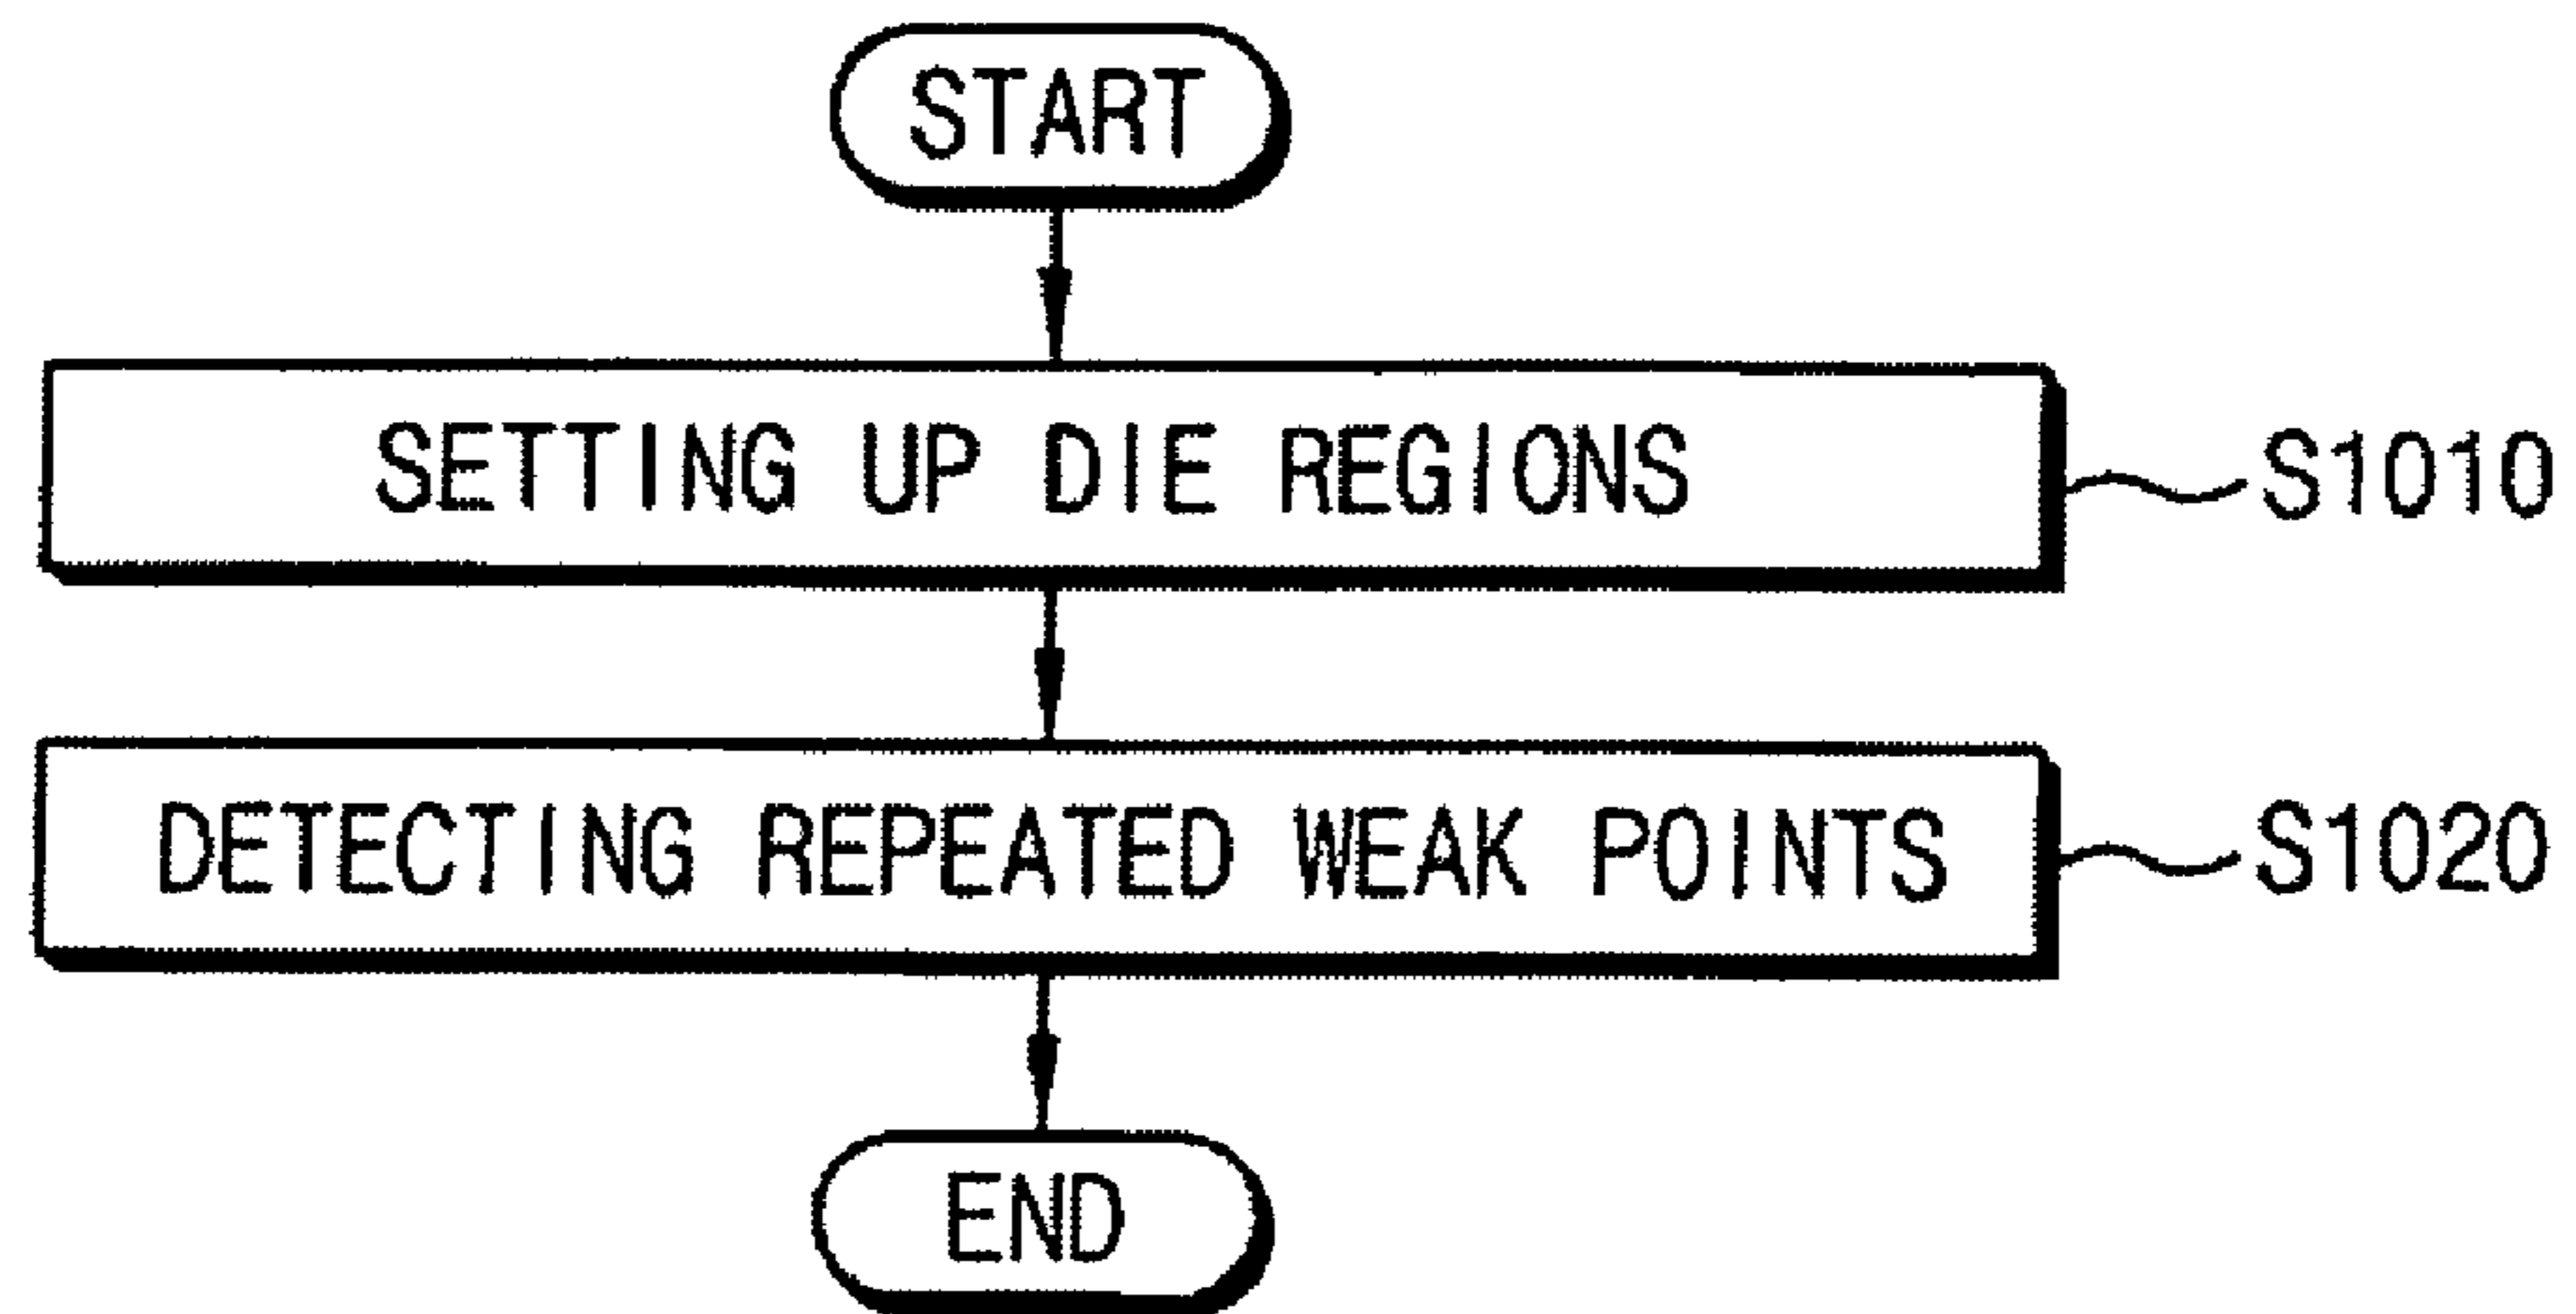 START
SETTING UP DIE REGIONS
S1010
DETECTING REPEATED WEAK POINTS
S1020
END